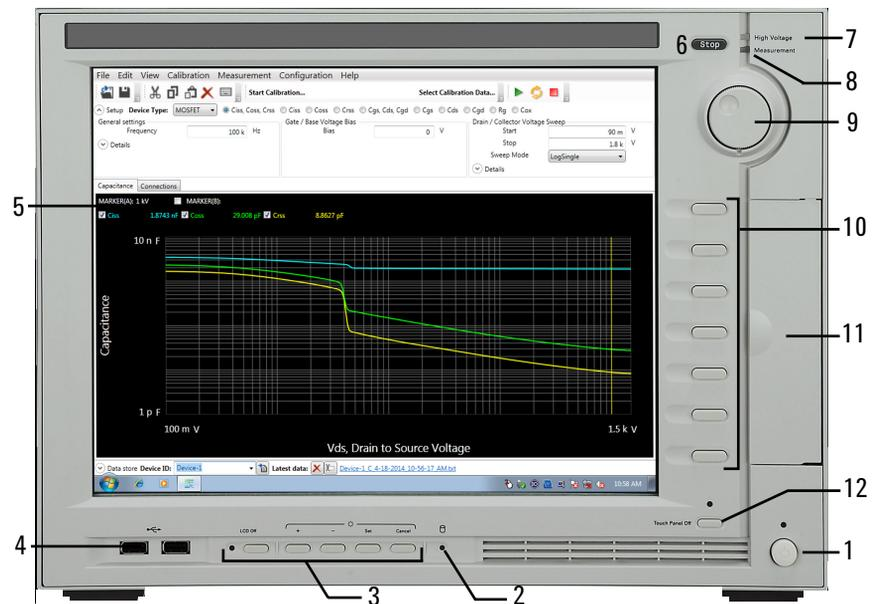 6 Stop
High Voltage
Measurement
7
8
9
10
11
12
1
2
3
4
5
File Edit View Calibration Measurement Configuration Help
Start Calibration... Select Calibration Data...
Setup Device Type: MOSFET Ciss, Coss, Crss Ciss Coss Crss Cgs, Cds, Cgd Cgs Cds Cgd Rg Cox
General settings Gate / Base Voltage Bias Drain / Collector Voltage Sweep
Frequency 100 k Hz Bias 0 V Start 90 m V
Details Stop 1.8 k V
Sweep Mode LogSingle
Details
Capacitance Connections
MARKER(A): 1 kV MARKER(B):
Ciss 1.8743 nF Coss 29.008 pF Crss 8.8627 pF
10 n F
Capacitance
1 p F
100 m V 1.5 k V
Vds, Drain to Source Voltage
Data store Device ID: Device-1 Latest data: Device-1_C_4-18-2014_10-56-17_AM.txt
10:58 AM
Touch Panel Off
LCD Off + - Set Cancel